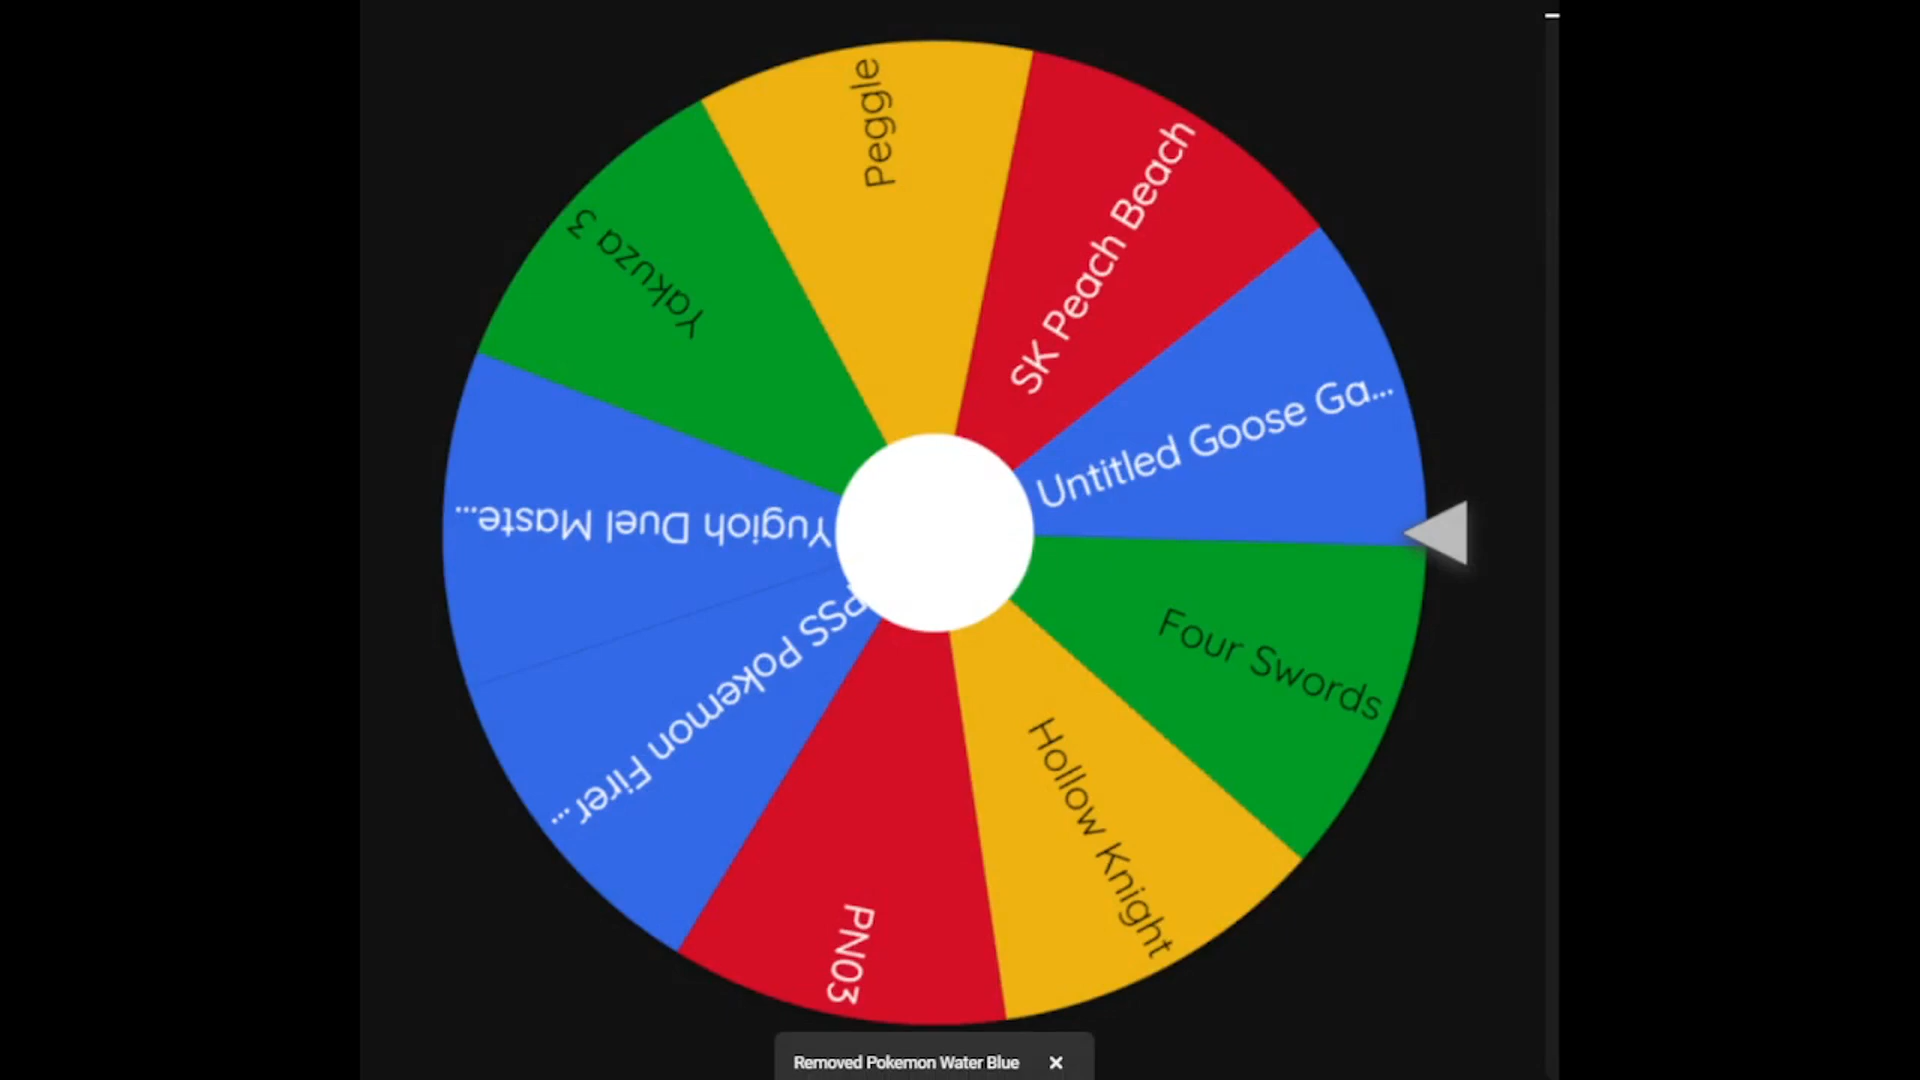 Peggle
SK Peach Beach
Untitled Goose Ga...
Four Swords
Hollow Knight
PN03
PSS Pokemon Firer...
Yugioh Duel Maste...
Yakuza 3
Removed Pokemon Water Blue